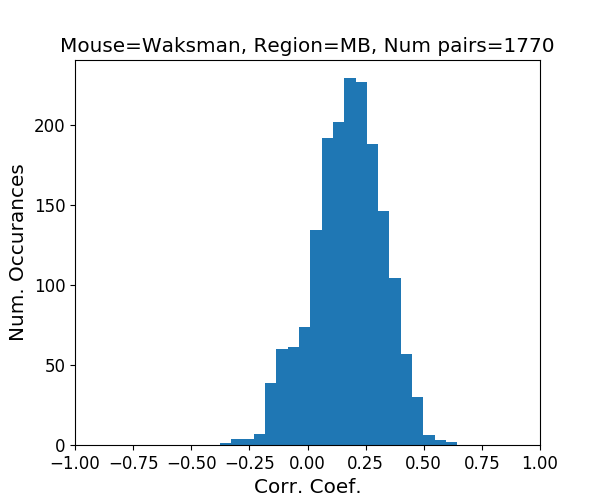 Mouse=Waksman, Region=MB, Num pairs=1770
Num. Occurances
200
150
100
50
0
−1.00 −0.75 −0.50 −0.25 0.00 0.25 0.50 0.75 1.00
Corr. Coef.